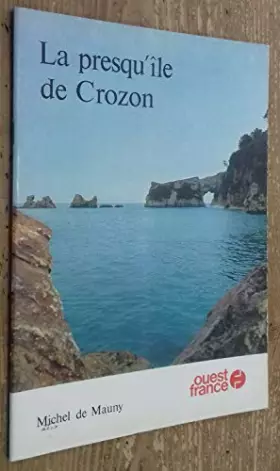 La presqu'île
de Crozon
ouest
france
Michel de Mauny